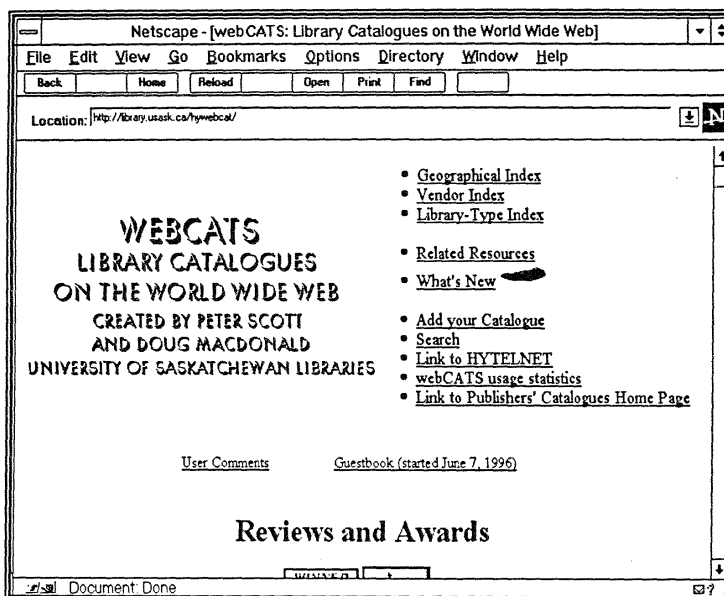 Netscape - [webCATS: Library Catalogues on the World Wide Web]
File Edit View Go Bookmarks Options Directory Window Help
Back Home Reload Open Print Find
Location: http://library.usask.ca/hywebcat/
WEBCATS
LIBRARY CATALOGUES
ON THE WORLD WIDE WEB
CREATED BY PETER SCOTT
AND DOUG MACDONALD
UNIVERSITY OF SASKATCHEWAN LIBRARIES
• Geographical Index
• Vendor Index
• Library-Type Index
• Related Resources
• What's New
• Add your Catalogue
• Search
• Link to HYTELNET
• webCATS usage statistics
• Link to Publishers' Catalogues Home Page
User Comments Guestbook (started June 7, 1996)
Reviews and Awards
WINNER
Document: Done